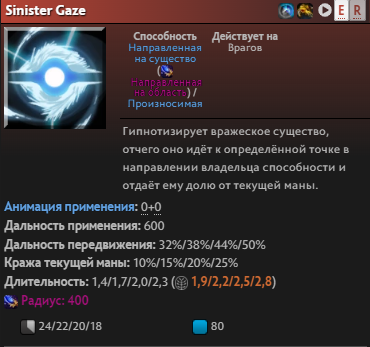 Sinister Gaze
E R
Способность
Направленная
на существо
(
Направленная
на область) /
Произносимая
Действует на
Врагов
Гипнотизирует вражеское существо,
отчего оно идёт к определённой точке в
направлении владельца способности и
отдаёт ему долю от текущей маны.
Анимация применения: 0+0
Дальность применения: 600
Дальность передвижения: 32%/38%/44%/50%
Кража текущей маны: 10%/15%/20%/25%
Длительность: 1,4/1,7/2,0/2,3 ( 1,9/2,2/2,5/2,8)
Радиус: 400
24/22/20/18 80